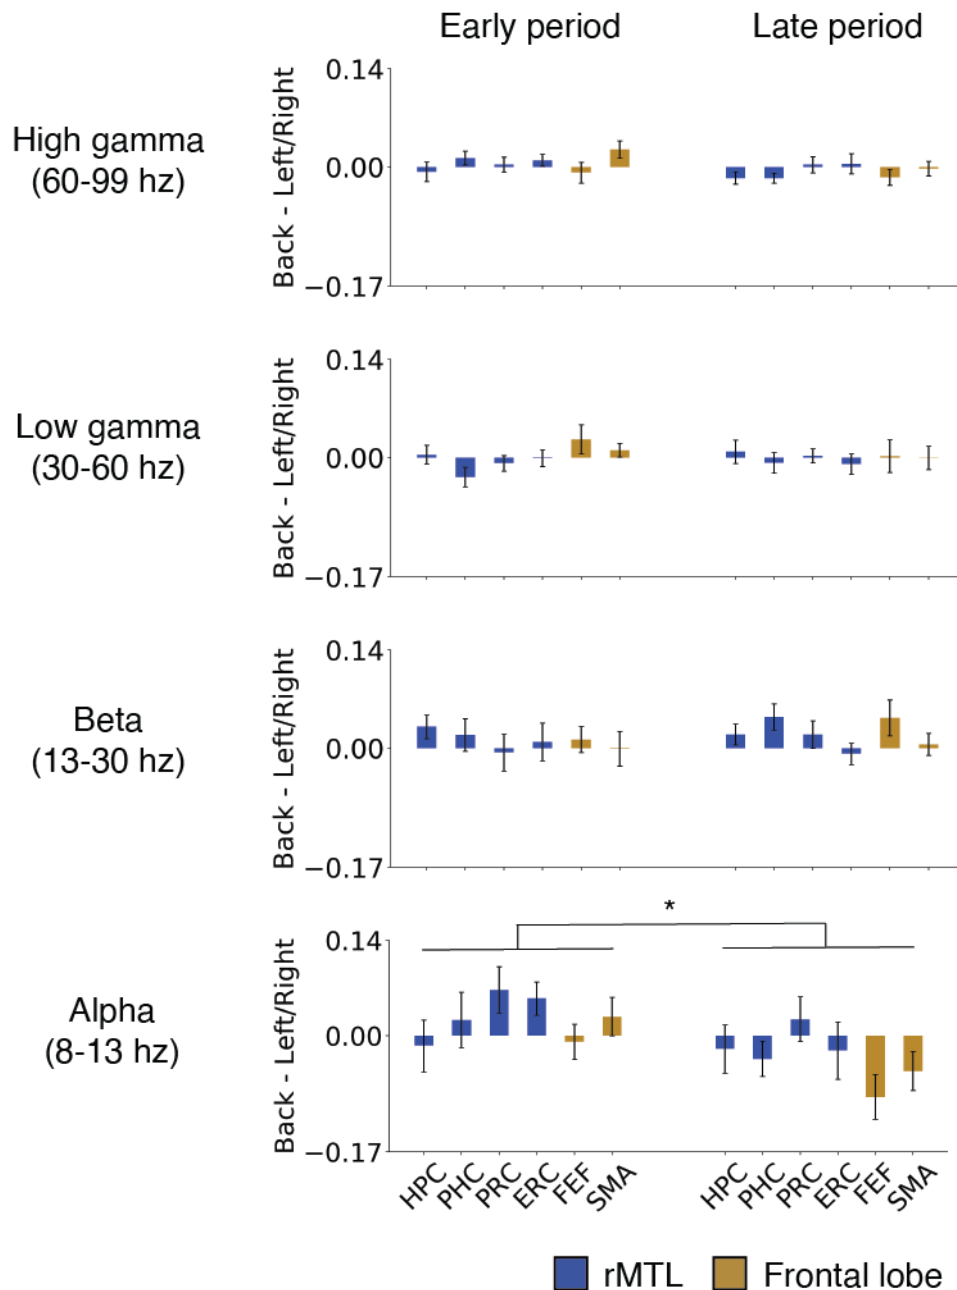 Early period Late period
High gamma
(60-99 hz)
Back - Left/Right
0.14
0.00
−0.17
Low gamma
(30-60 hz)
Back - Left/Right
0.14
0.00
−0.17
Beta
(13-30 hz)
Back - Left/Right
0.14
0.00
−0.17
Alpha
(8-13 hz)
Back - Left/Right
0.14
0.00
−0.17
*
HPC PHC PRC ERC FEF SMA HPC PHC PRC ERC FEF SMA
rMTL Frontal lobe